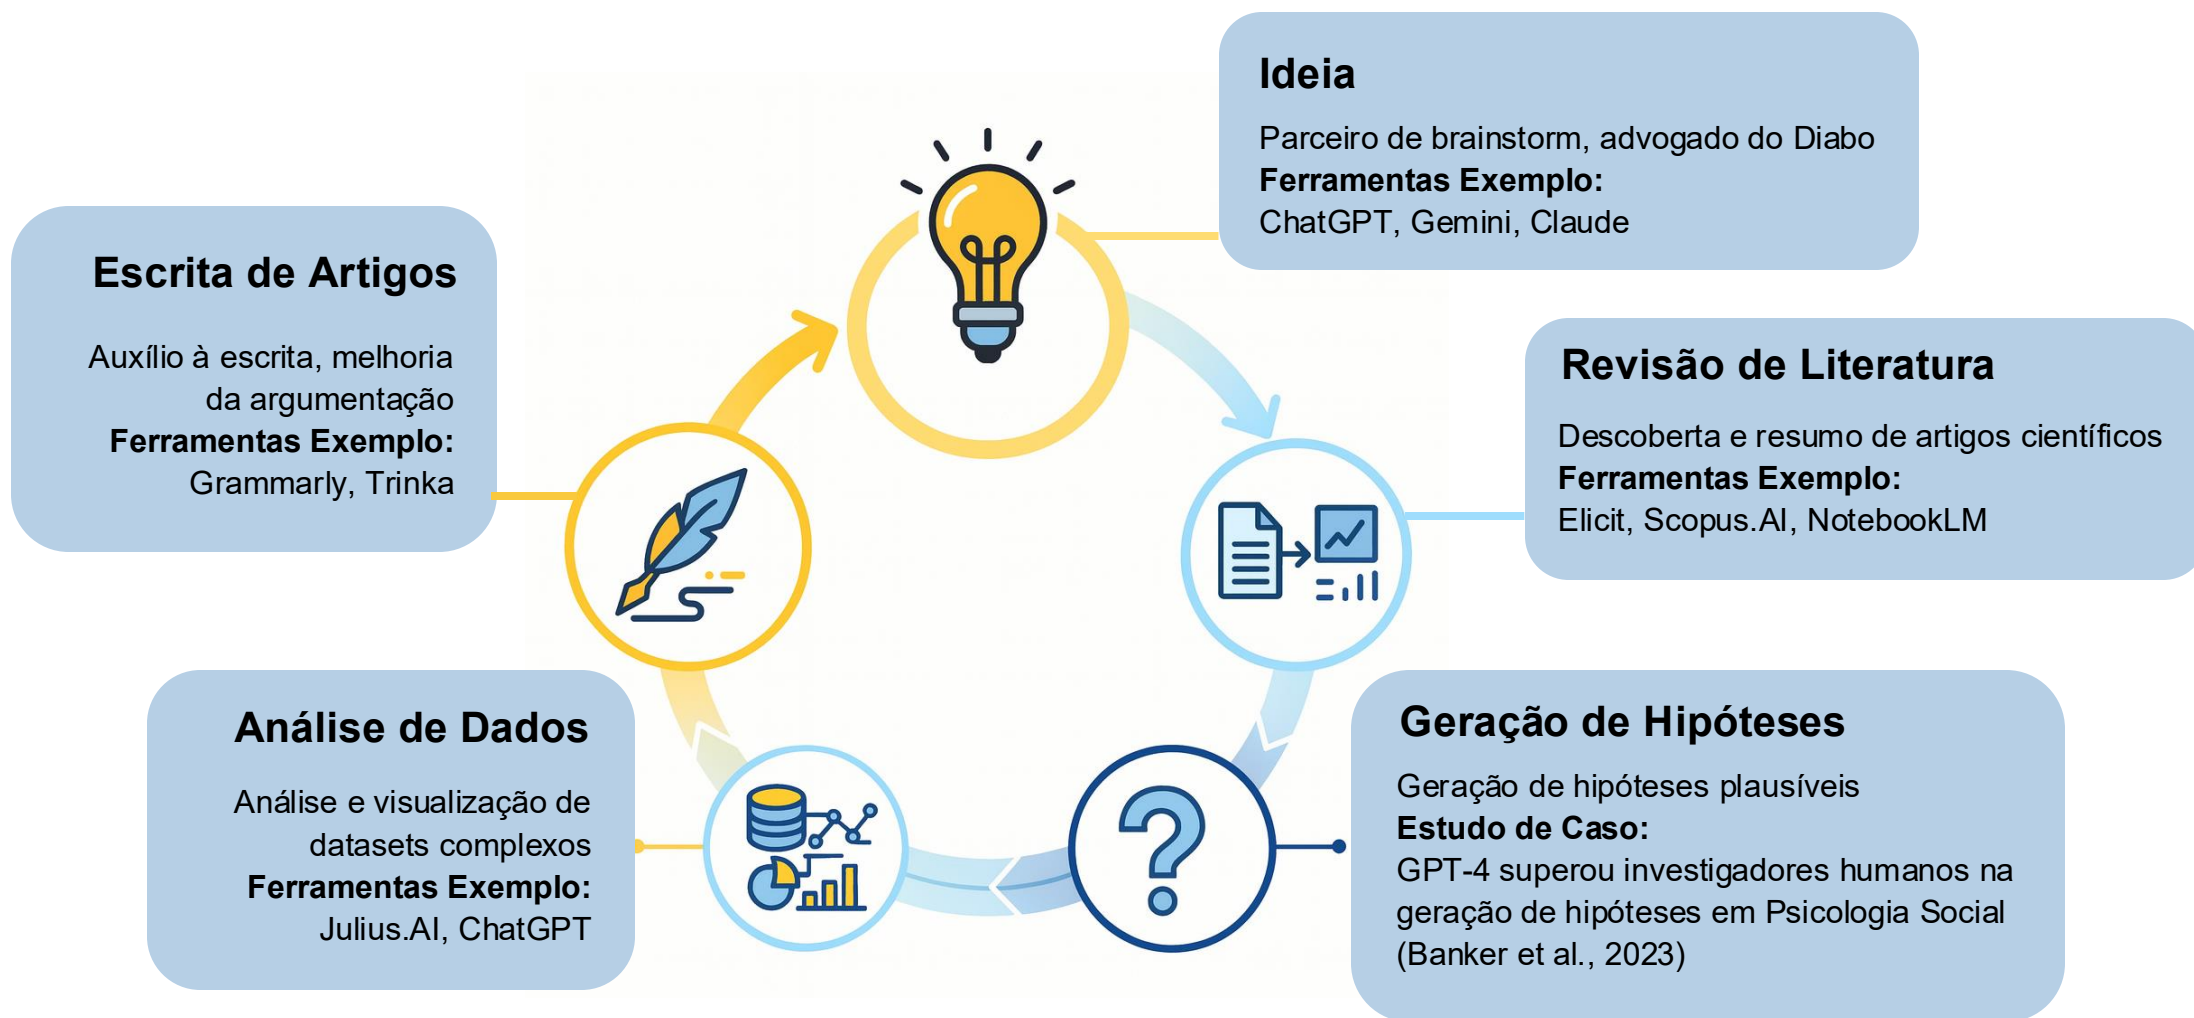 Ideia
Parceiro de brainstorm, advogado do Diabo
Ferramentas Exemplo:
ChatGPT, Gemini, Claude
Revisão de Literatura
Descoberta e resumo de artigos científicos
Ferramentas Exemplo:
Elicit, Scopus.AI, NotebookLM
Geração de Hipóteses
Geração de hipóteses plausíveis
Estudo de Caso:
GPT-4 superou investigadores humanos na
geração de hipóteses em Psicologia Social
(Banker et al., 2023)
Análise de Dados
Análise e visualização de
datasets complexos
Ferramentas Exemplo:
Julius.AI, ChatGPT
Escrita de Artigos
Auxílio à escrita, melhoria
da argumentação
Ferramentas Exemplo:
Grammarly, Trinka